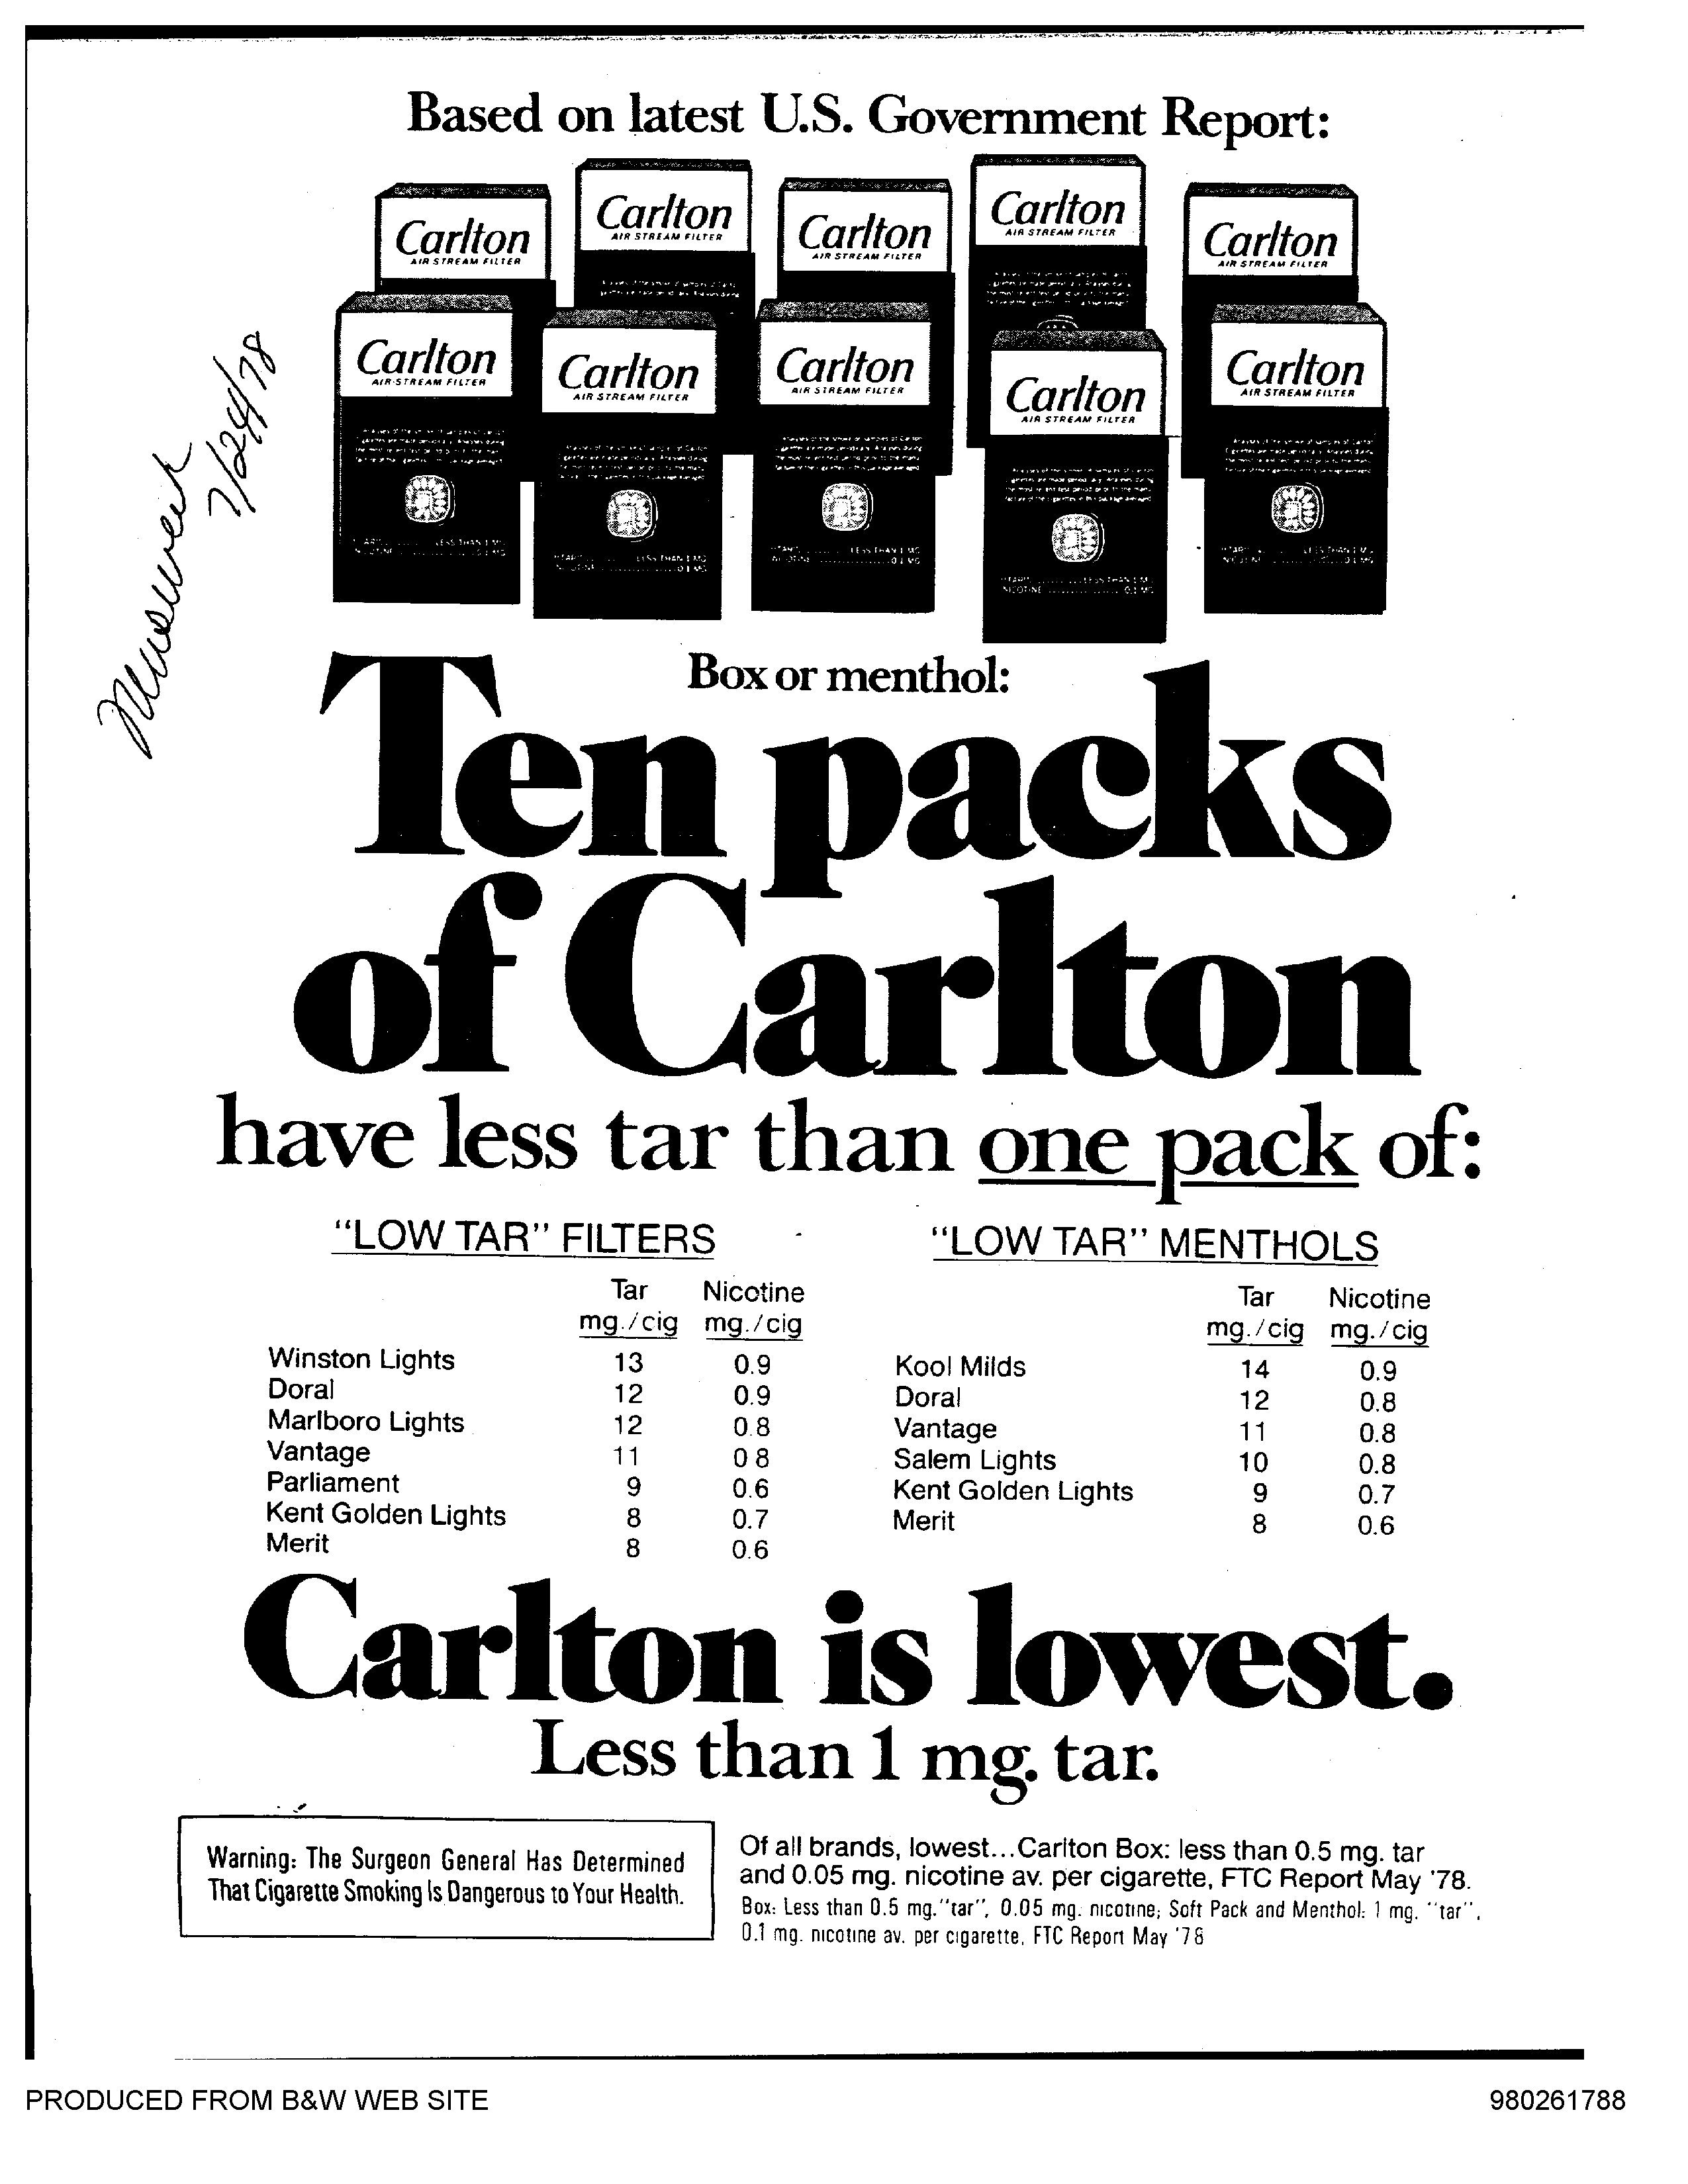 Based on latest U.S. Government Report:
Carlton
AIR STREAM FILTER
Carlton
AIR STREAM FILTER
Carlton
AIR STREAM FILTER
Carlton
AIR STREAM FILTER
Carlton
AIR STREAM FILTER
Carlton
AIR STREAM FILTER
Carlton
AIR STREAM FILTER
Carlton
AIR STREAM FILTER
Carlton
AIR STREAM FILTER
Carlton
AIR STREAM FILTER
LESS THAN 1 MG
NICOTINE 0.1 MG
Newsweek
7/24/78
Box or menthol:
Ten packs
of Carlton
have less tar than one pack of:
"LOW TAR" FILTERS
Tar Nicotine
mg./cig mg./cig
Winston Lights 13 0.9
Doral 12 0.9
Marlboro Lights 12 0.8
Vantage 11 0 8
Parliament 9 0.6
Kent Golden Lights 8 0.7
Merit 8 0.6
"LOW TAR" MENTHOLS
Tar Nicotine
mg./cig mg./cig
Kool Milds 14 0.9
Doral 12 0.8
Vantage 11 0.8
Salem Lights 10 0.8
Kent Golden Lights 9 0.7
Merit 8 0.6
Carlton is lowest.
Less than 1 mg. tar.
Warning: The Surgeon General Has Determined
That Cigarette Smoking Is Dangerous to Your Health.
Of all brands, lowest...Carlton Box: less than 0.5 mg. tar
and 0.05 mg. nicotine av. per cigarette, FTC Report May '78.
Box: Less than 0.5 mg. "tar", 0.05 mg. nicotine; Soft Pack and Menthol: 1 mg. "tar",
0.1 mg. nicotine av. per cigarette, FTC Report May '78
PRODUCED FROM B&W WEB SITE
980261788